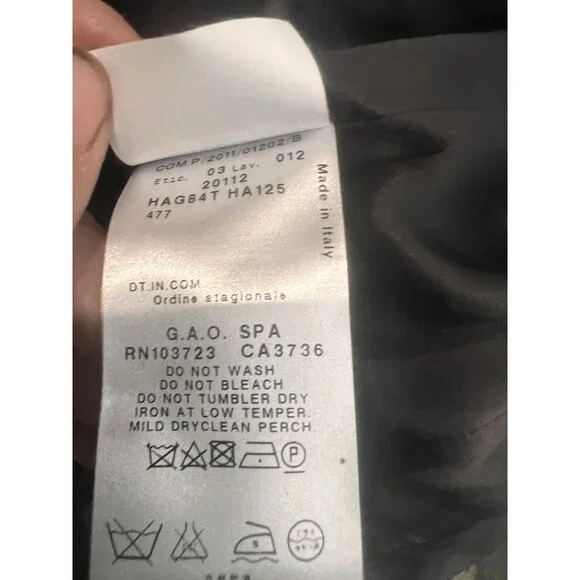 COM.P/2011/01202/B
Etic. 03 Lav. 012
20112
HAG84T HA125
477
Made in Italy
DT.IN.COM
Ordine stagionale
G.A.O. SPA
RN103723 CA3736
DO NOT WASH
DO NOT BLEACH
DO NOT TUMBLER DRY
IRON AT LOW TEMPER.
MILD DRYCLEAN PERCH.
P